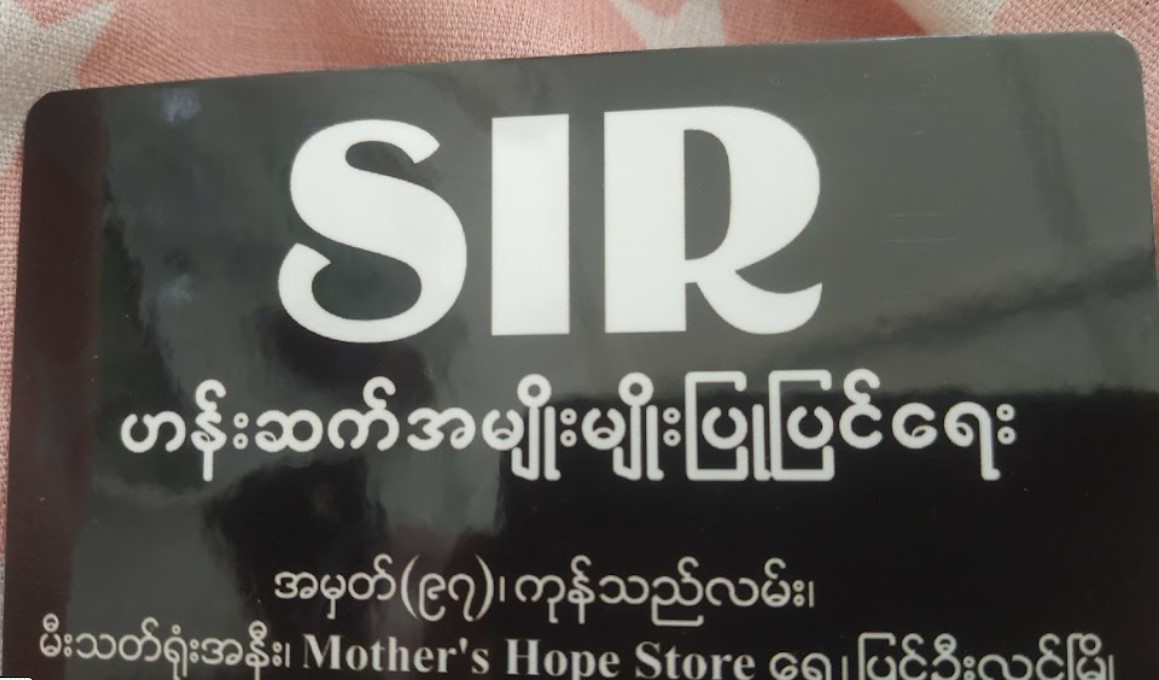 SIR
ဟန်းဆက်အမျိုးမျိုးပြုပြင်ရေး
အမှတ်(၉၇)၊ ကုန်သည်လမ်း၊
မီးသတ်ရုံးအနီး၊ Mother's Hope Store ရှေ့၊ ပြင်ဦးလွင်မြို့